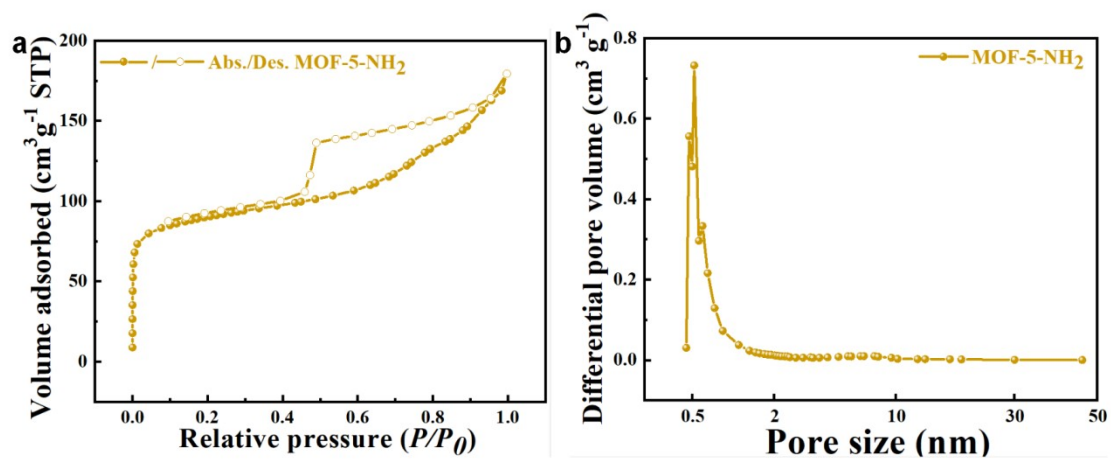 a
200
150
100
50
0
Volume adsorbed (cm³g⁻¹ STP)
/ Abs./Des. MOF-5-NH₂
0.0 0.2 0.4 0.6 0.8 1.0
Relative pressure (P/P₀)
b
0.8
0.6
0.4
0.2
0.0
Differential pore volume (cm³ g⁻¹)
MOF-5-NH₂
0.5 2 10 30 50
Pore size (nm)